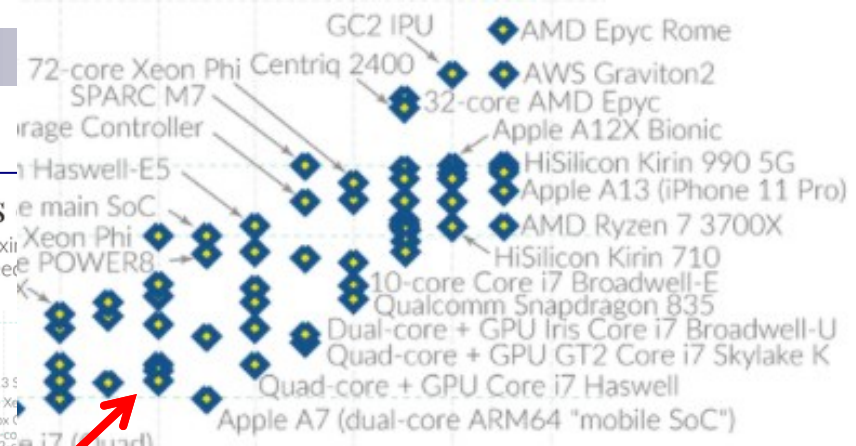 GC2 IPU
AMD Epyc Rome
72-core Xeon Phi
Centriq 2400
AWS Graviton2
SPARC M7
32-core AMD Epyc
rage Controller
Apple A12X Bionic
Haswell-E5
HiSilicon Kirin 990 5G
Apple A13 (iPhone 11 Pro)
s
e main SoC
Xeon Phi
AMD Ryzen 7 3700X
e POWER8
HiSilicon Kirin 710
10-core Core i7 Broadwell-E
Qualcomm Snapdragon 835
Dual-core + GPU Iris Core i7 Broadwell-U
Quad-core + GPU GT2 Core i7 Skylake K
Quad-core + GPU Core i7 Haswell
Apple A7 (dual-core ARM64 "mobile SoC")
e i7 (Quad)